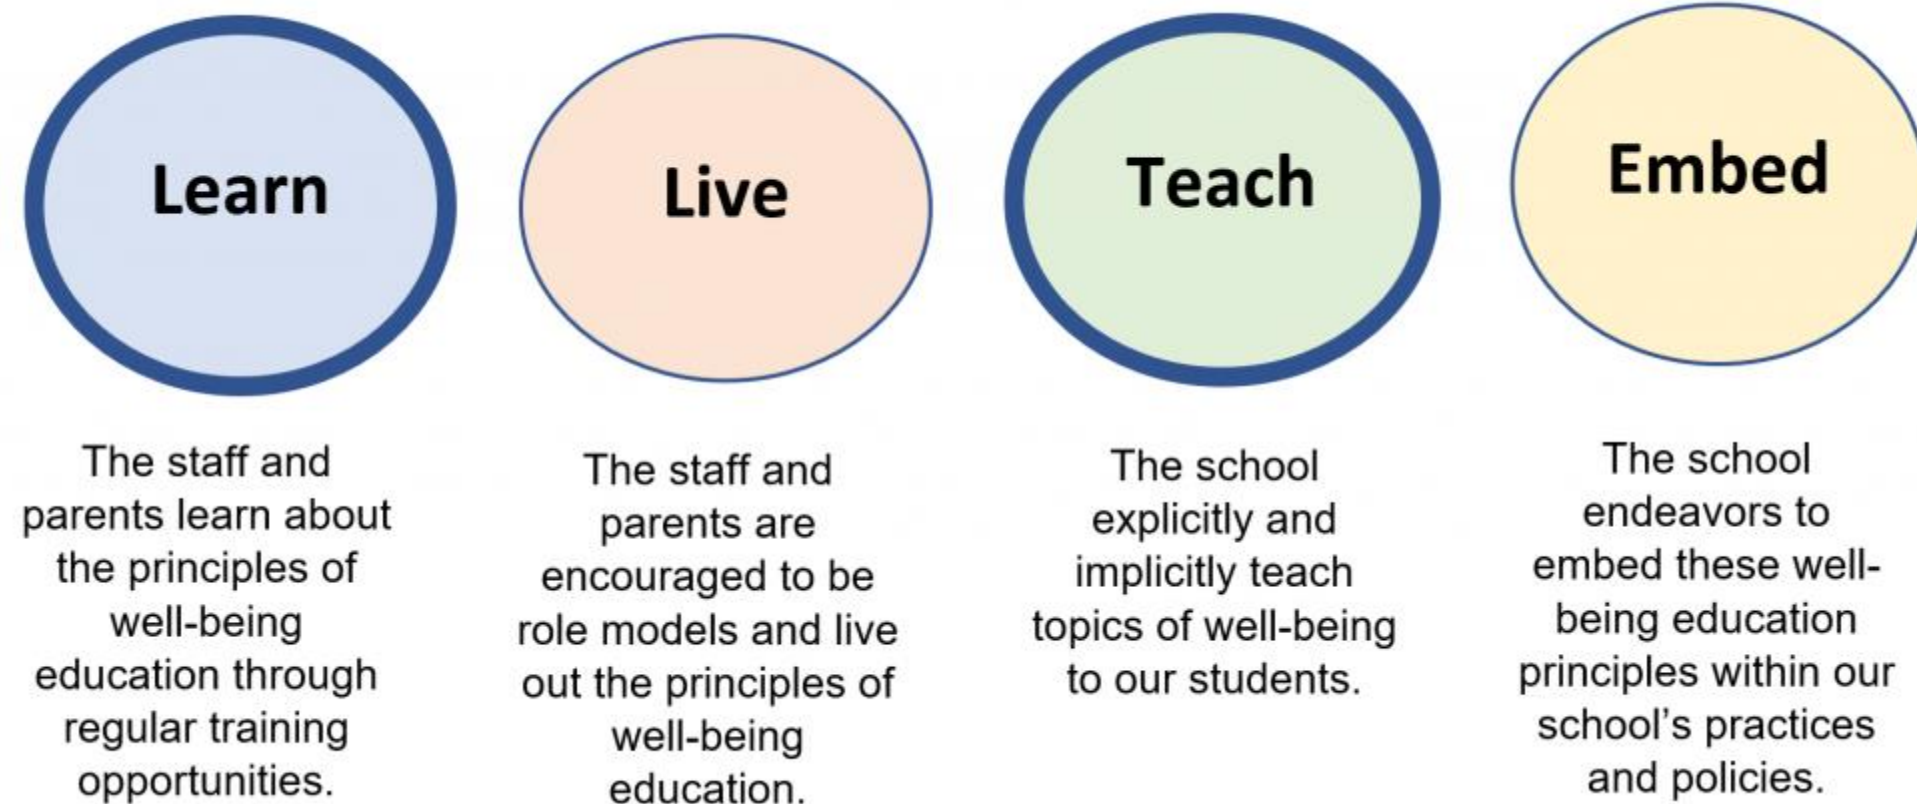 Learn
The staff and
parents learn about
the principles of
well-being
education through
regular training
opportunities.
Live
The staff and
parents are
encouraged to be
role models and live
out the principles of
well-being
education.
Teach
The school
explicitly and
implicitly teach
topics of well-being
to our students.
Embed
The school
endeavors to
embed these well-
being education
principles within our
school’s practices
and policies.